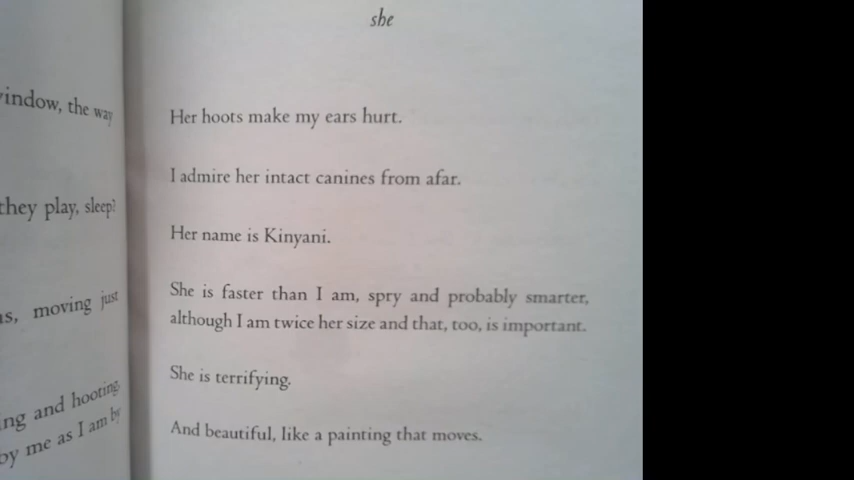 window, the way
they play, sleep?
moving just
and hooting,
by me as I am by
she
Her hoots make my ears hurt.
I admire her intact canines from afar.
Her name is Kinyani.
She is faster than I am, spry and probably smarter,
although I am twice her size and that, too, is important.
She is terrifying.
And beautiful, like a painting that moves.